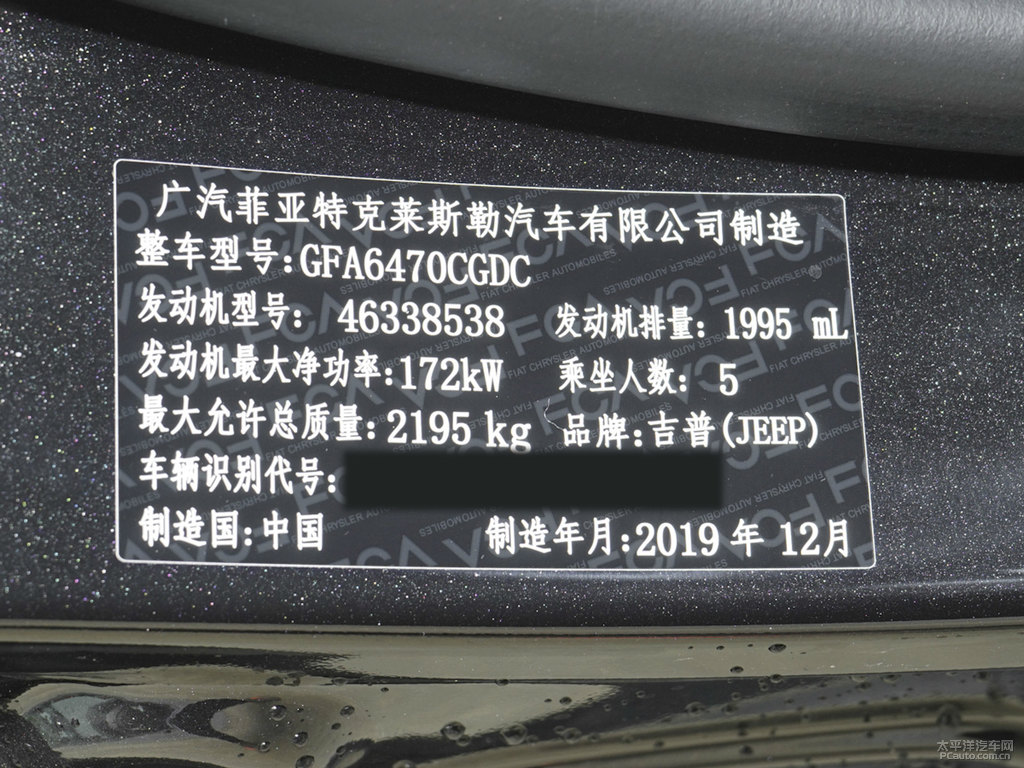 广汽菲亚特克莱斯勒汽车有限公司制造
整车型号:GFA6470CGDC
发动机型号: 46338538 发动机排量: 1995 mL
发动机最大净功率:172kW 乘坐人数: 5
最大允许总质量:2195 kg 品牌:吉普(JEEP)
车辆识别代号:
制造国:中国 制造年月:2019 年 12月
太平洋汽车网
PCauto.com.cn